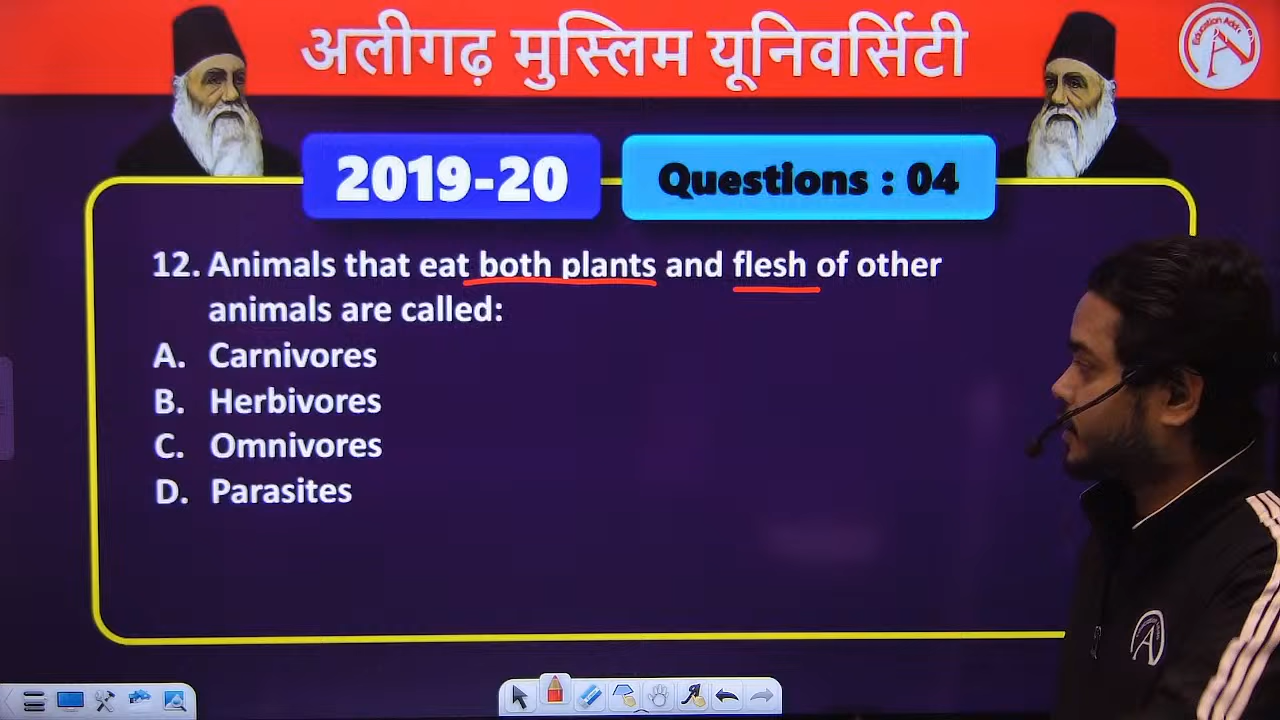 अलीगढ़ मुस्लिम यूनिवर्सिटी
2019-20
Questions : 04
12. Animals that eat both plants and flesh of other
animals are called:
A. Carnivores
B. Herbivores
C. Omnivores
D. Parasites